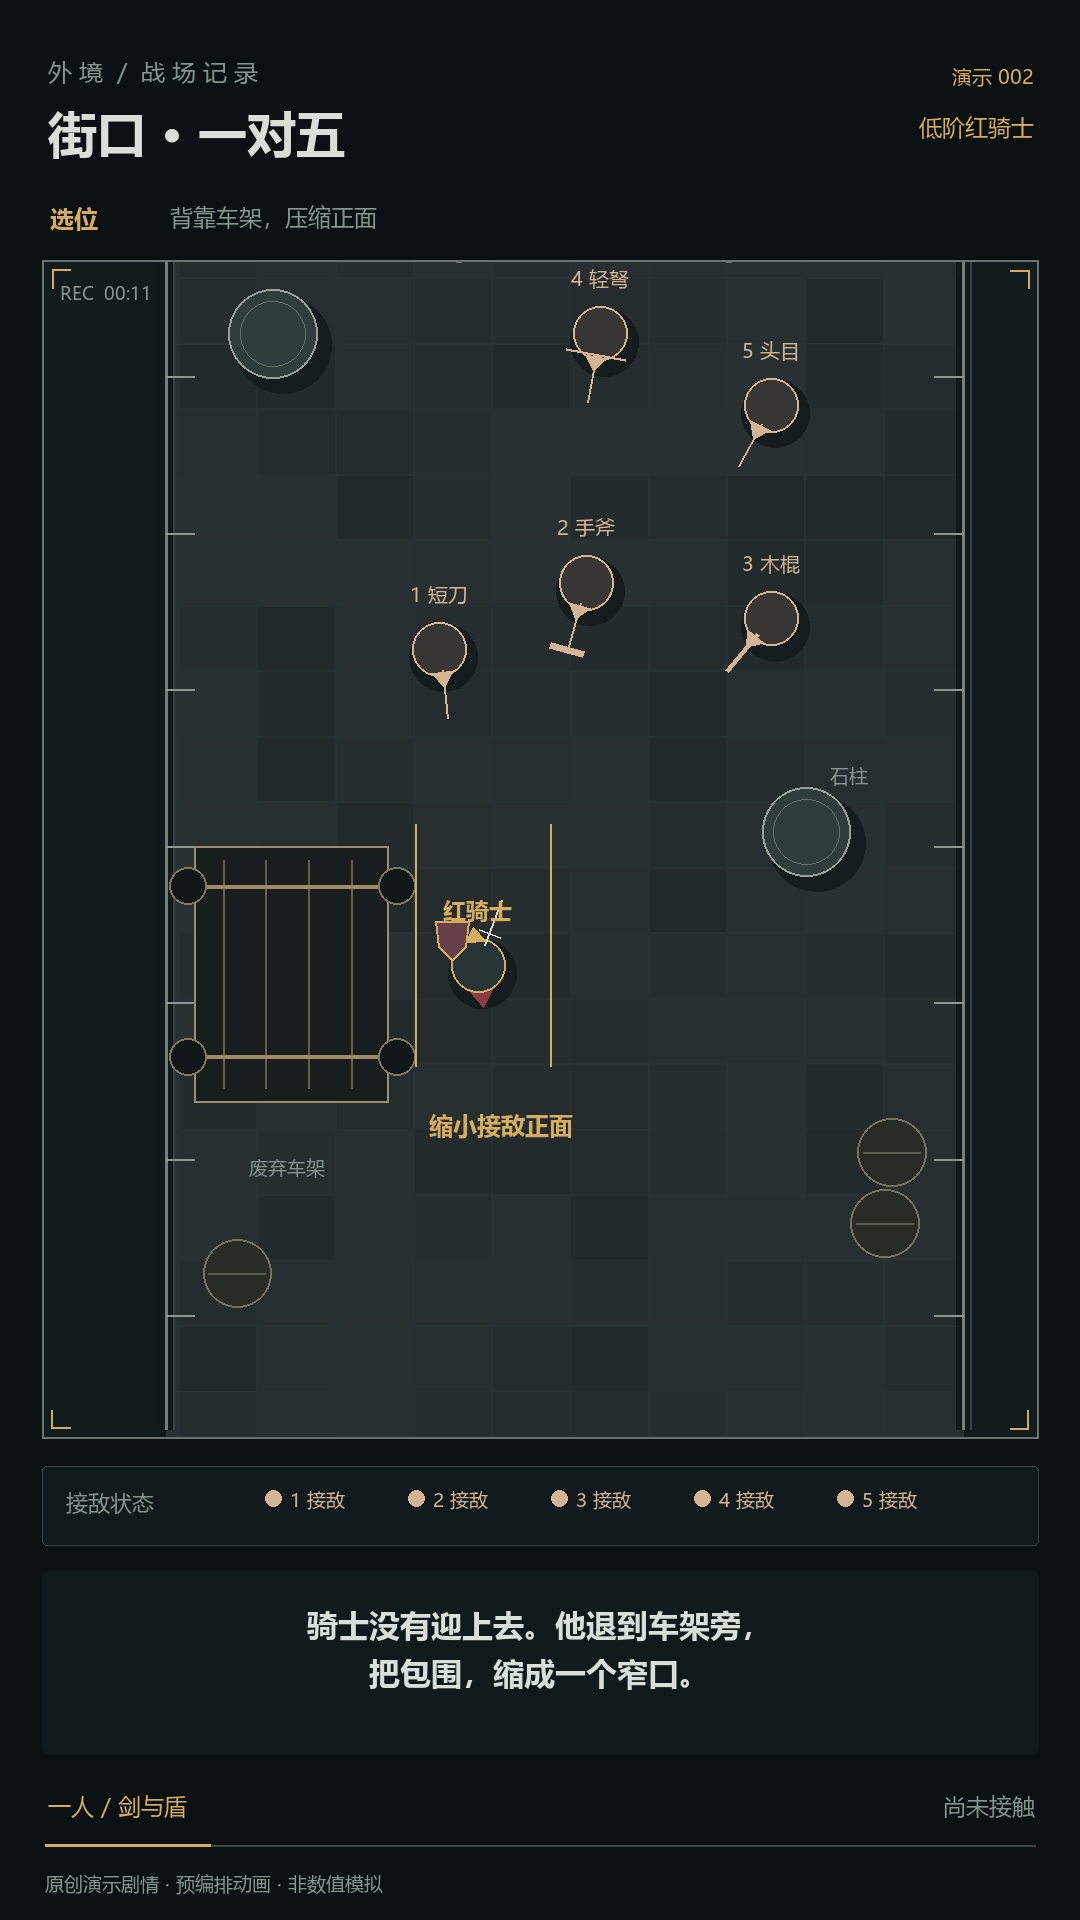 外境 / 战场记录
演示 002
街口·一对五
低阶红骑士
选位
背靠车架，压缩正面
REC 00:11
4 轻弩
5 头目
2 手斧
3 木棍
1 短刀
石柱
红骑士
缩小接敌正面
废弃车架
接敌状态
1 接敌
2 接敌
3 接敌
4 接敌
5 接敌
骑士没有迎上去。他退到车架旁，
把包围，缩成一个窄口。
一人 / 剑与盾
尚未接触
原创演示剧情 · 预编排动画 · 非数值模拟